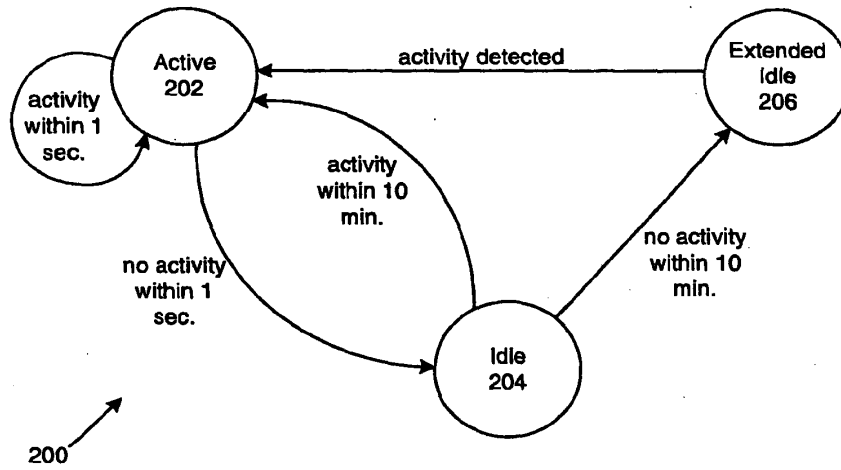 Active
202
activity detected
Extended
Idle
206
activity
within 1
sec.
activity
within 10
min.
no activity
within 1
sec.
no activity
within 10
min.
Idle
204
200